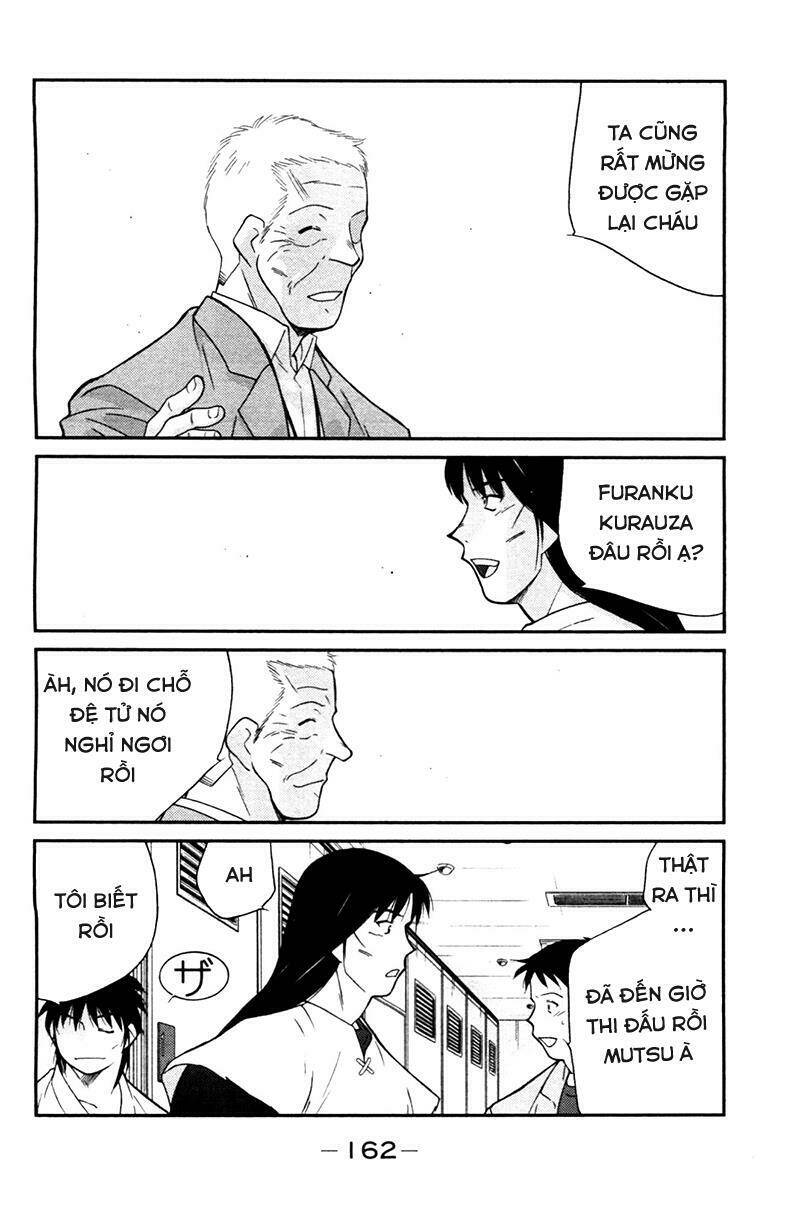 TA CŨNG
RẤT MỪNG
ĐƯỢC GẶP
LẠI CHÁU
FURANKU
KURAUZA
ĐÂU RỒI Ạ?
ÀH, NÓ ĐI CHỖ
ĐỆ TỬ NÓ
NGHỈ NGƠI
RỒI
THẬT
RA THÌ
...
ĐÃ ĐẾN GIỜ
THI ĐẤU RỒI
MUTSU À
AH
TÔI BIẾT
RỒI
ザ
—162—